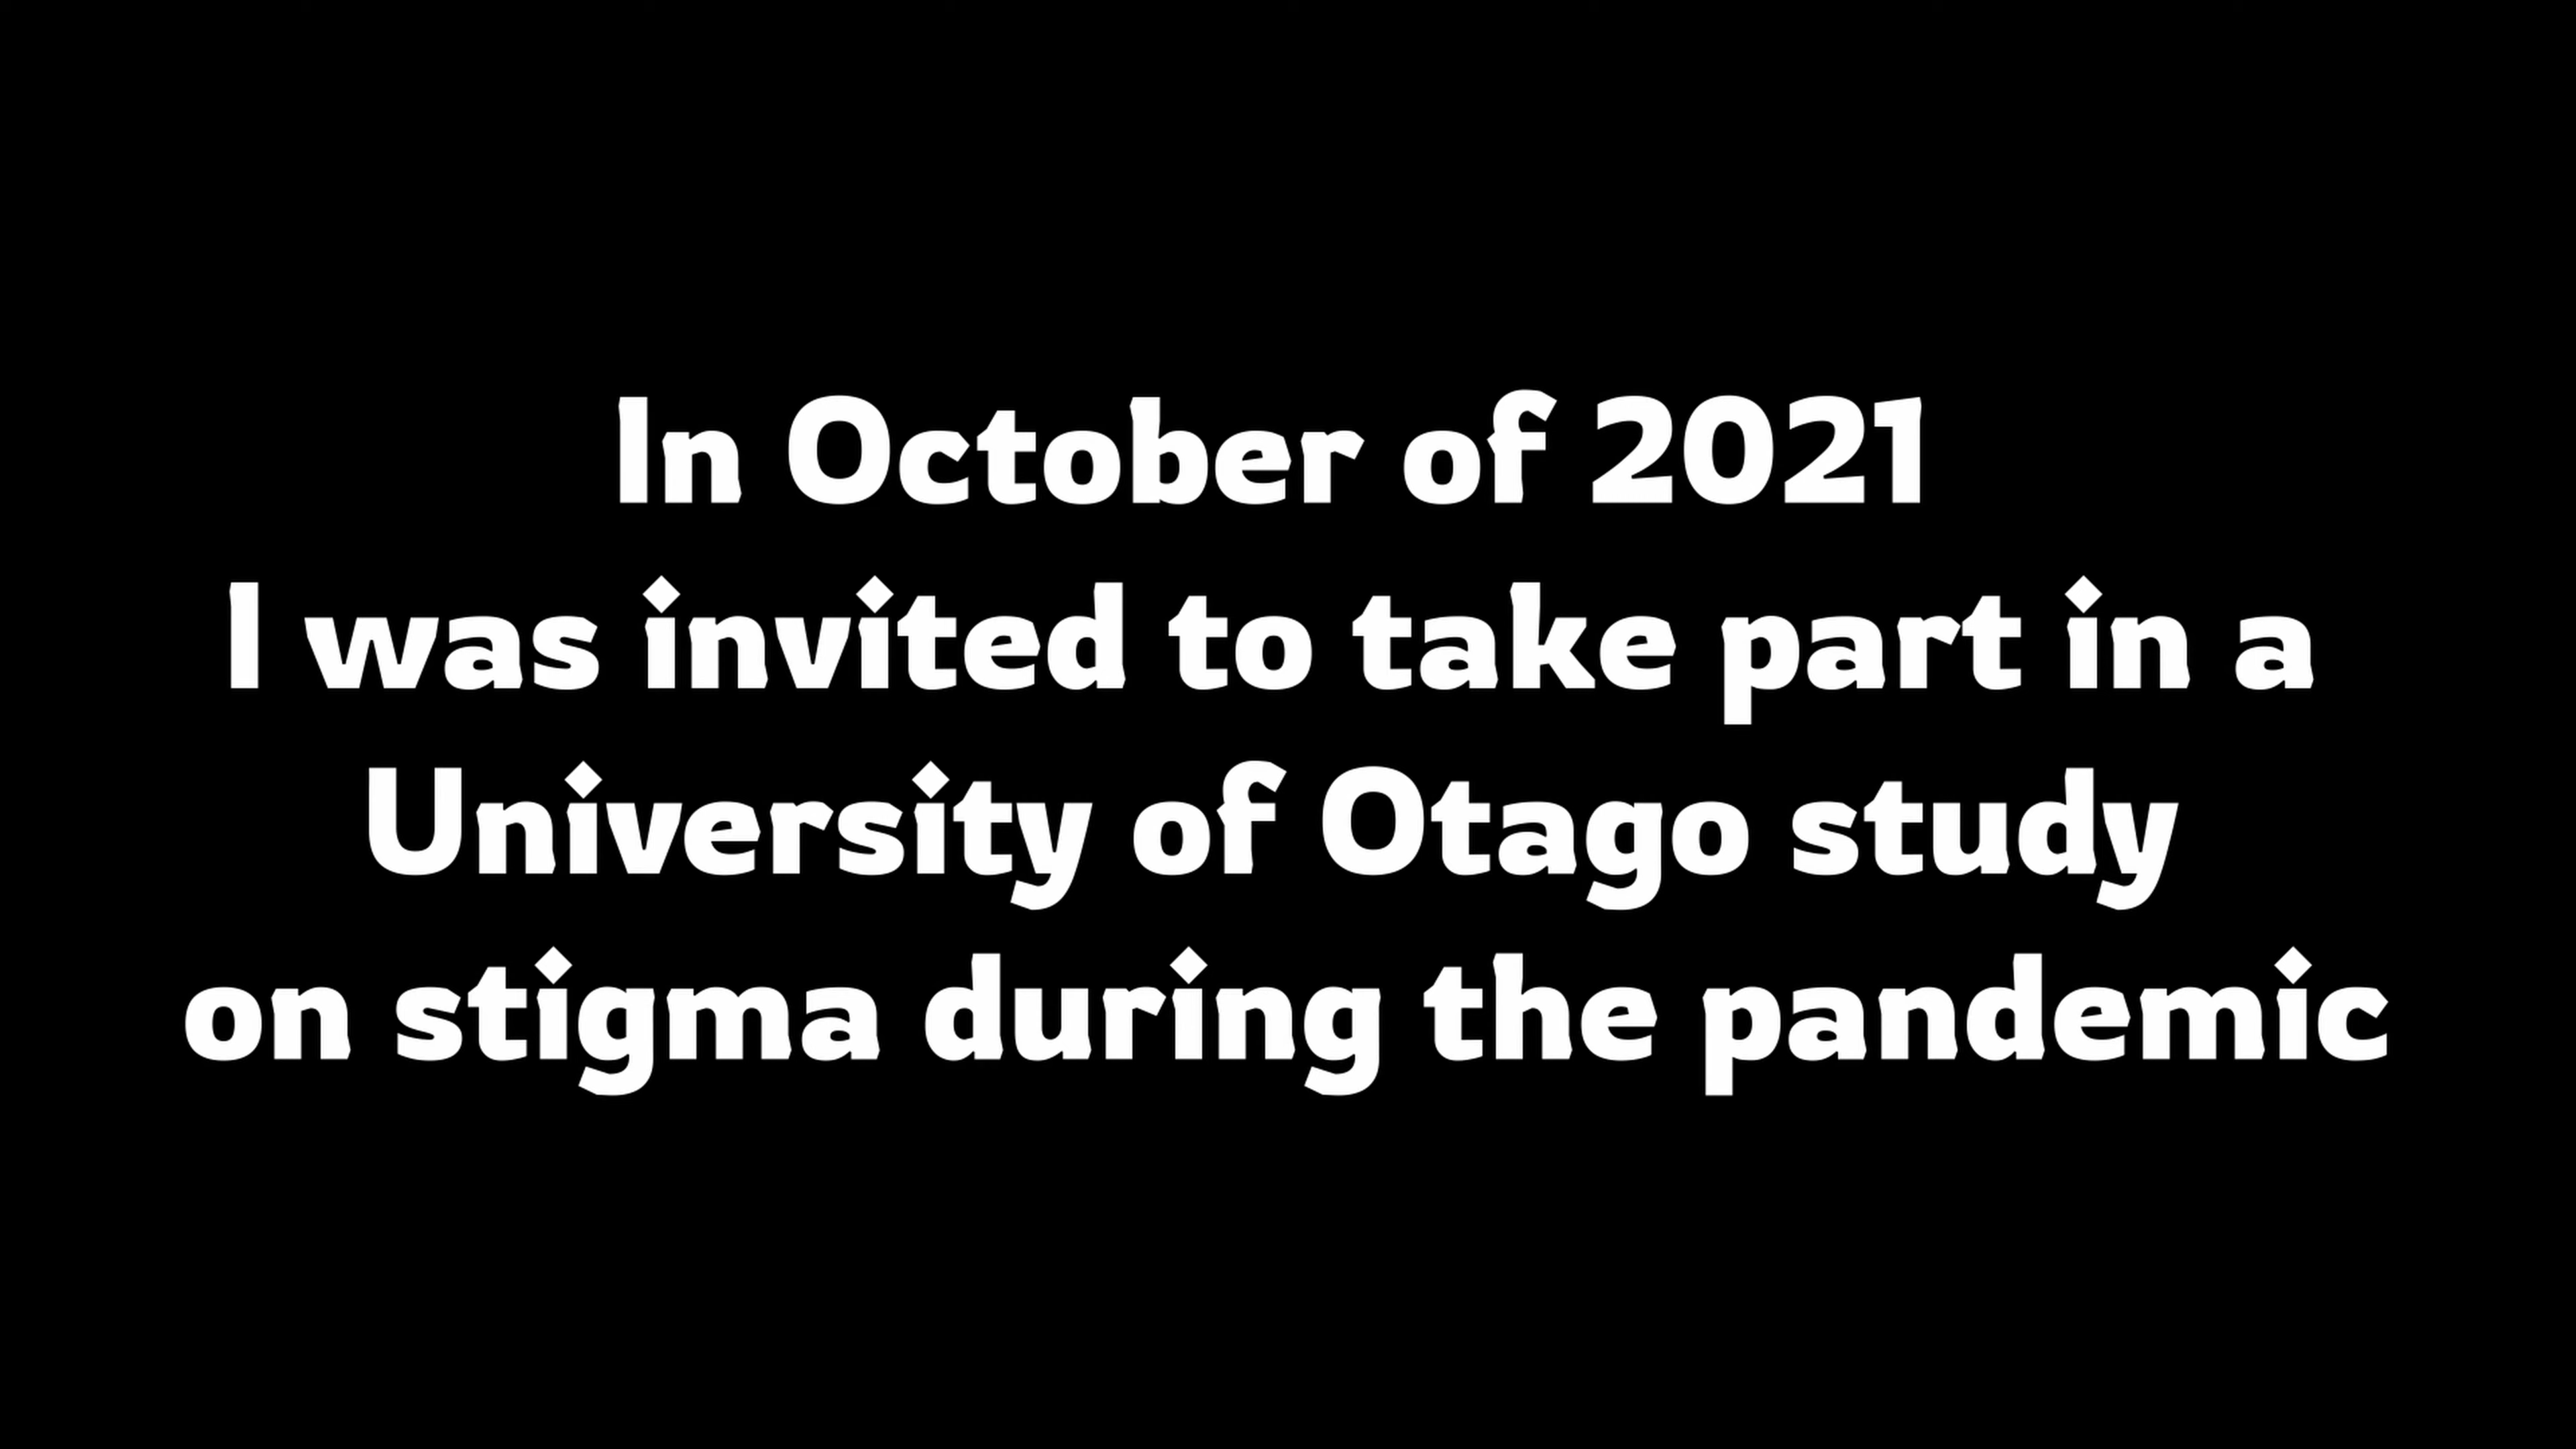 In October of 2021
I was invited to take part in a
University of Otago study
on stigma during the pandemic